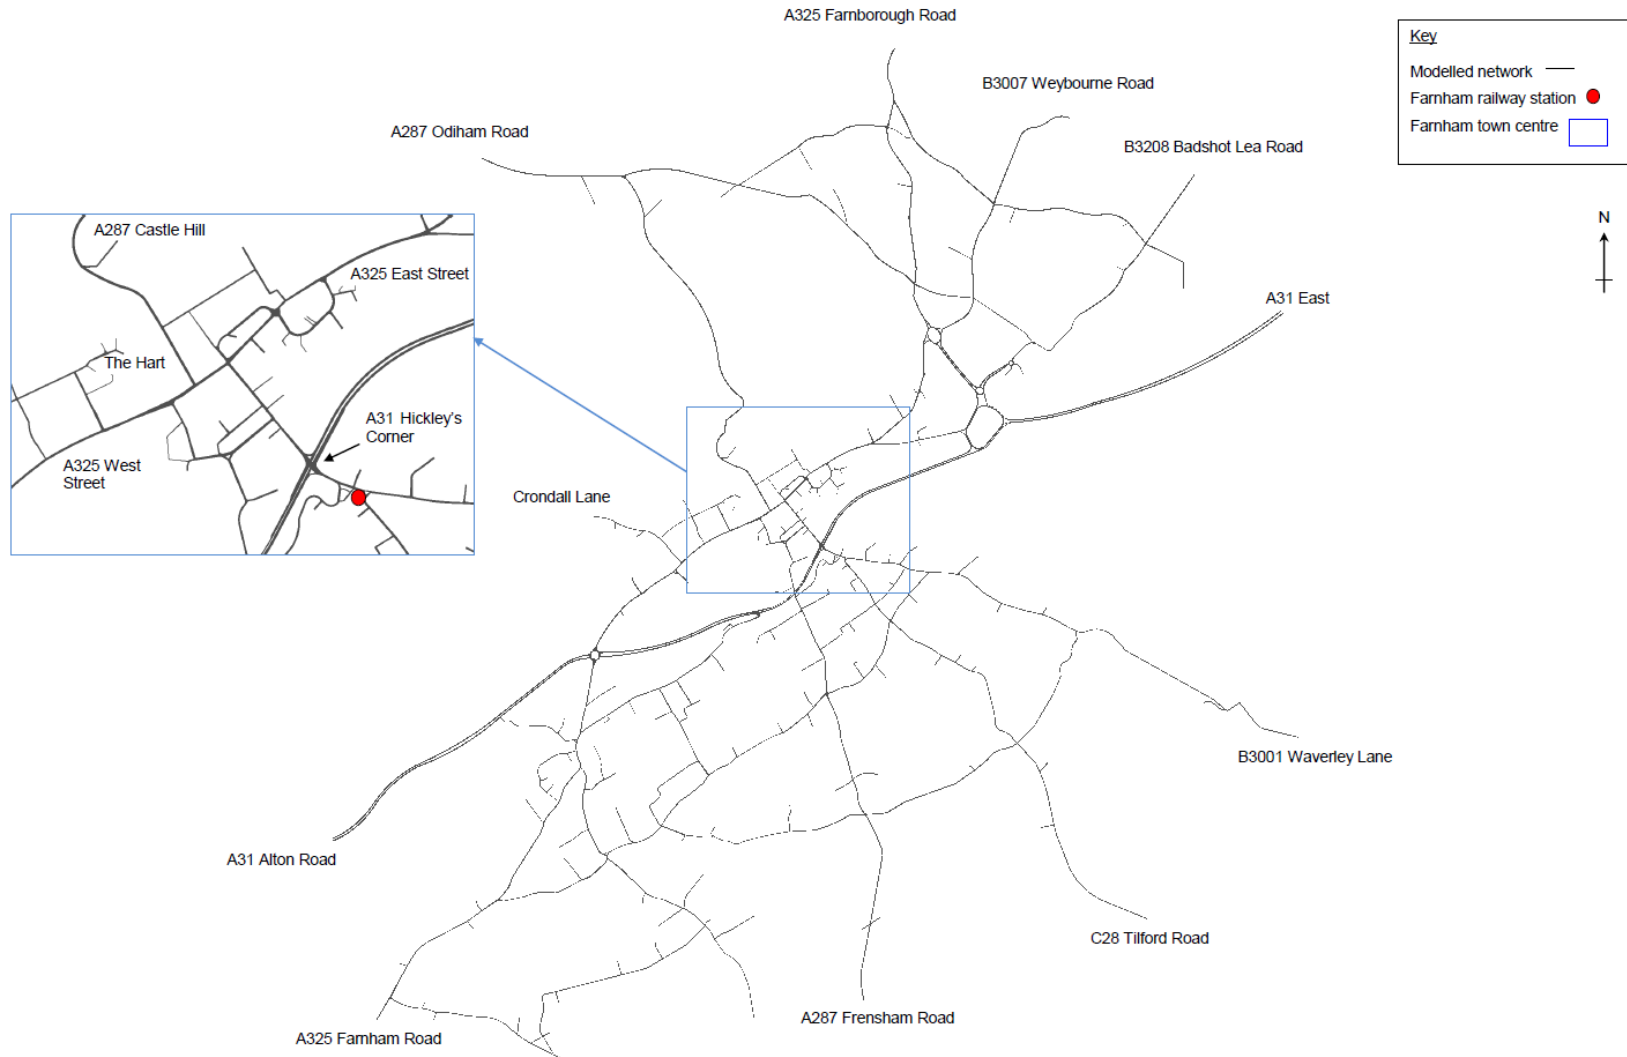 A325 Farnborough Road
Key
Modelled network
Farnham railway station
Farnham town centre
B3007 Weybourne Road
A287 Odiham Road
B3208 Badshot Lea Road
N
A287 Castle Hill
A325 East Street
A31 East
The Hart
A31 Hickley's
Corner
A325 West
Street
Crondall Lane
B3001 Waverley Lane
A31 Alton Road
C28 Tilford Road
A287 Frensham Road
A325 Farnham Road